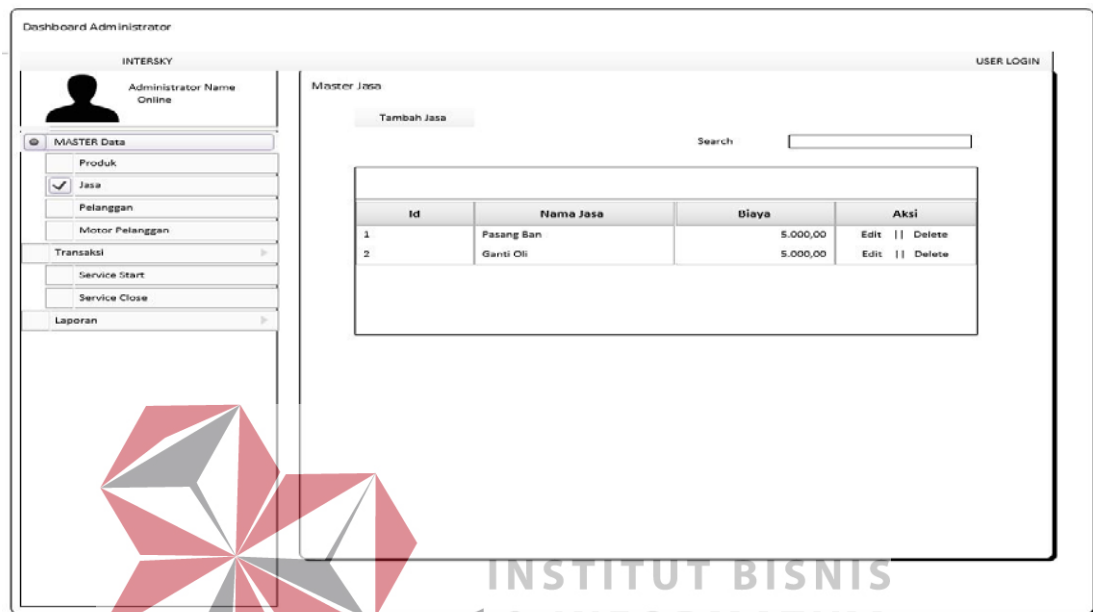 Dashboard Administrator
INTERSKY USER LOGIN
Administrator Name
Online
MASTER Data
Produk
Jasa
Pelanggan
Motor Pelanggan
Transaksi
Service Start
Service Close
Laporan
Master Jasa
Tambah Jasa
Search
Id Nama Jasa Biaya Aksi
1 Pasang Ban 5.000,00 Edit || Delete
2 Ganti Oli 5.000,00 Edit || Delete
INSTITUT BISNIS